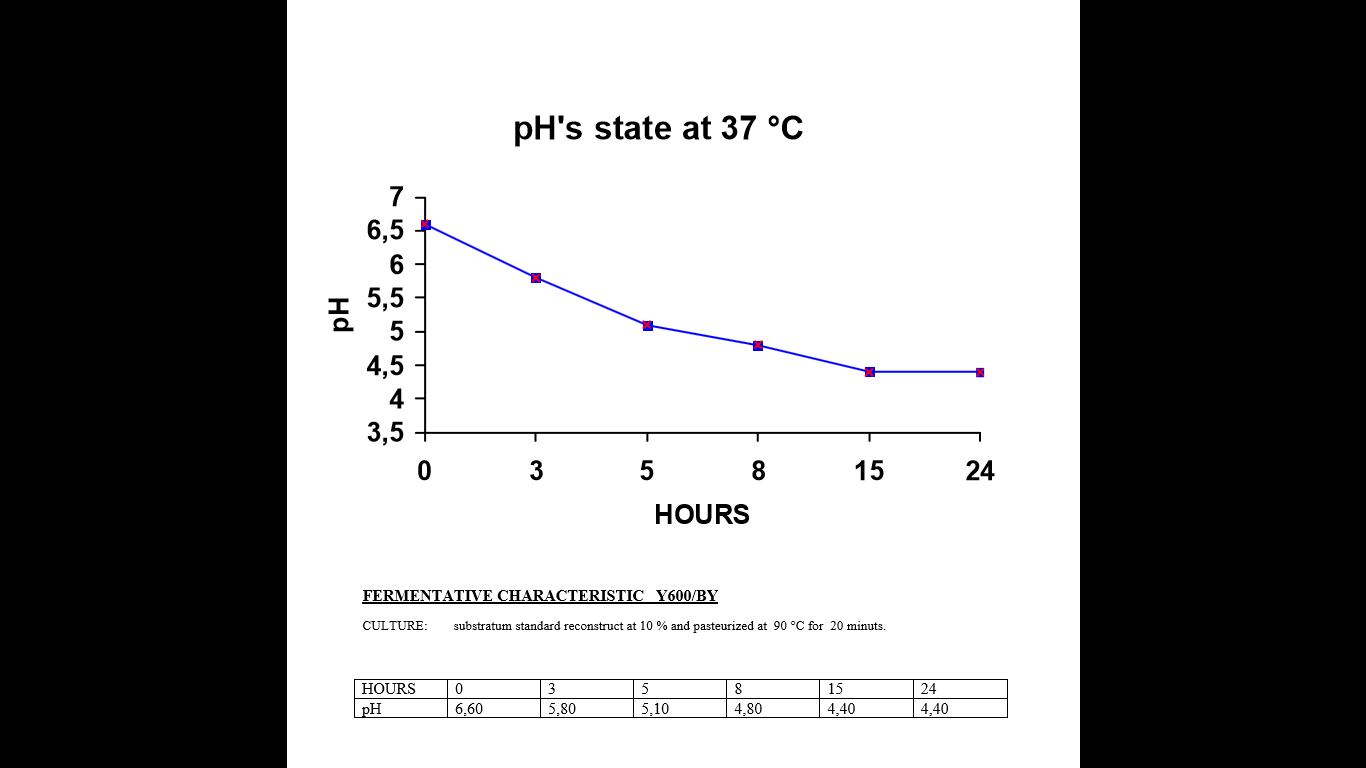 pH's state at 37 °C
7
6,5
6
5,5
5
4,5
4
3,5
pH
0 3 5 8 15 24
HOURS
FERMENTATIVE CHARACTERISTIC Y600/BY
CULTURE: substratum standard reconstruct at 10 % and pasteurized at 90 °C for 20 minuts.
HOURS 0 3 5 8 15 24
pH 6,60 5,80 5,10 4,80 4,40 4,40